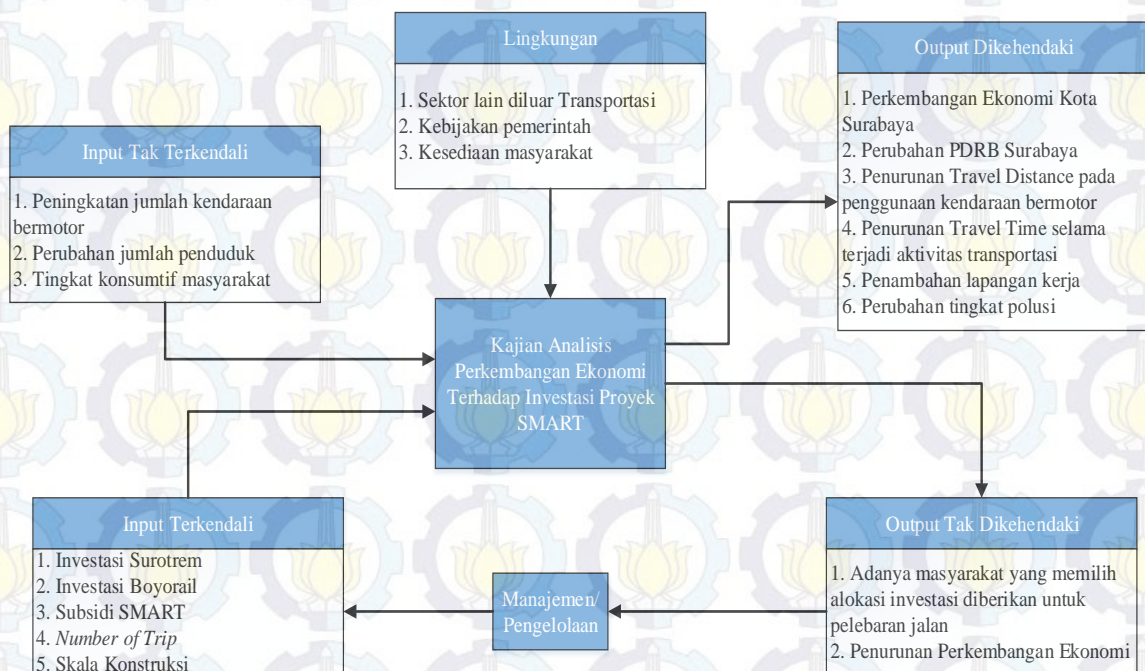 Lingkungan
1. Sektor lain diluar Transportasi
2. Kebijakan pemerintah
3. Kesediaan masyarakat
Output Dikehendaki
1. Perkembangan Ekonomi Kota
Surabaya
2. Perubahan PDRB Surabaya
3. Penurunan Travel Distance pada
penggunaan kendaraan bermotor
4. Penurunan Travel Time selama
terjadi aktivitas transportasi
5. Penambahan lapangan kerja
6. Perubahan tingkat polusi
Input Tak Terkendali
1. Peningkatan jumlah kendaraan
bermotor
2. Perubahan jumlah penduduk
3. Tingkat konsumtif masyarakat
Kajian Analisis
Perkembangan Ekonomi
Terhadap Investasi Proyek
SMART
Input Terkendali
1. Investasi Surotrem
2. Investasi Boyorail
3. Subsidi SMART
4. Number of Trip
5. Skala Konstruksi
Manajemen/
Pengelolaan
Output Tak Dikehendaki
1. Adanya masyarakat yang memilih
alokasi investasi diberikan untuk
pelebaran jalan
2. Penurunan Perkembangan Ekonomi